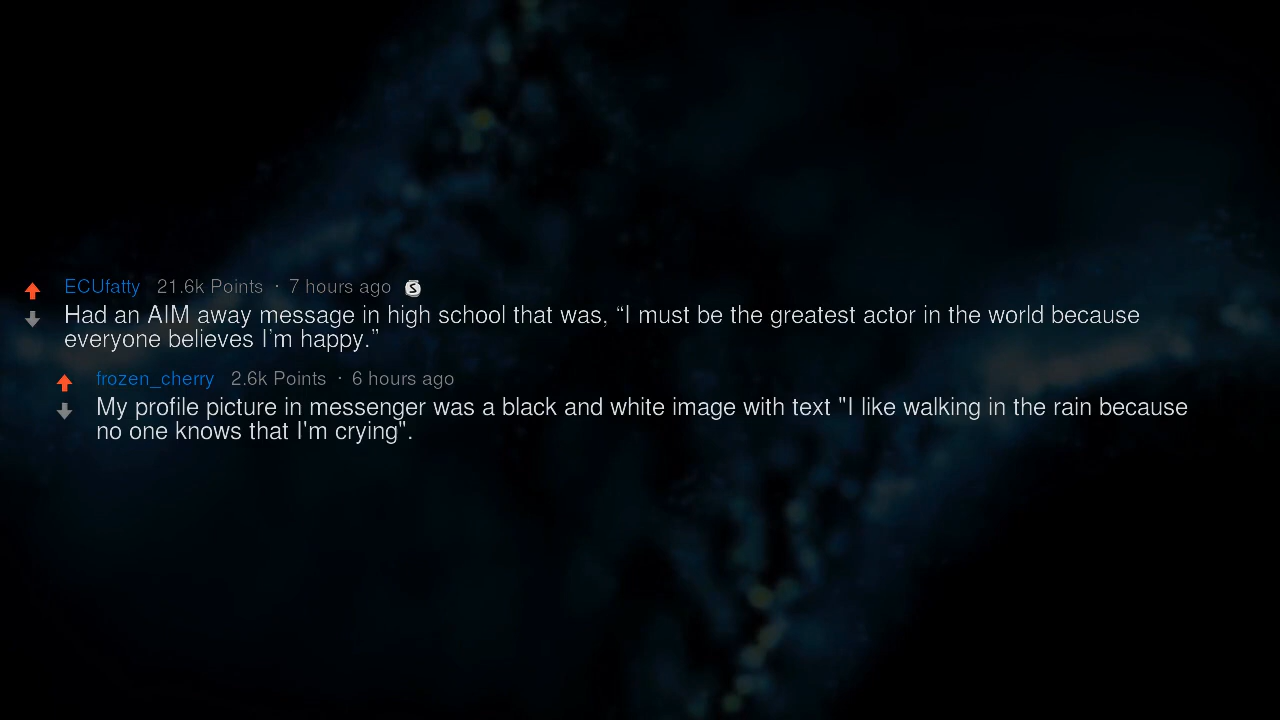 ECUfatty 21.6k Points · 7 hours ago S
Had an AIM away message in high school that was, “I must be the greatest actor in the world because
everyone believes I'm happy.”
frozen_cherry 2.6k Points · 6 hours ago
My profile picture in messenger was a black and white image with text "I like walking in the rain because
no one knows that I'm crying".